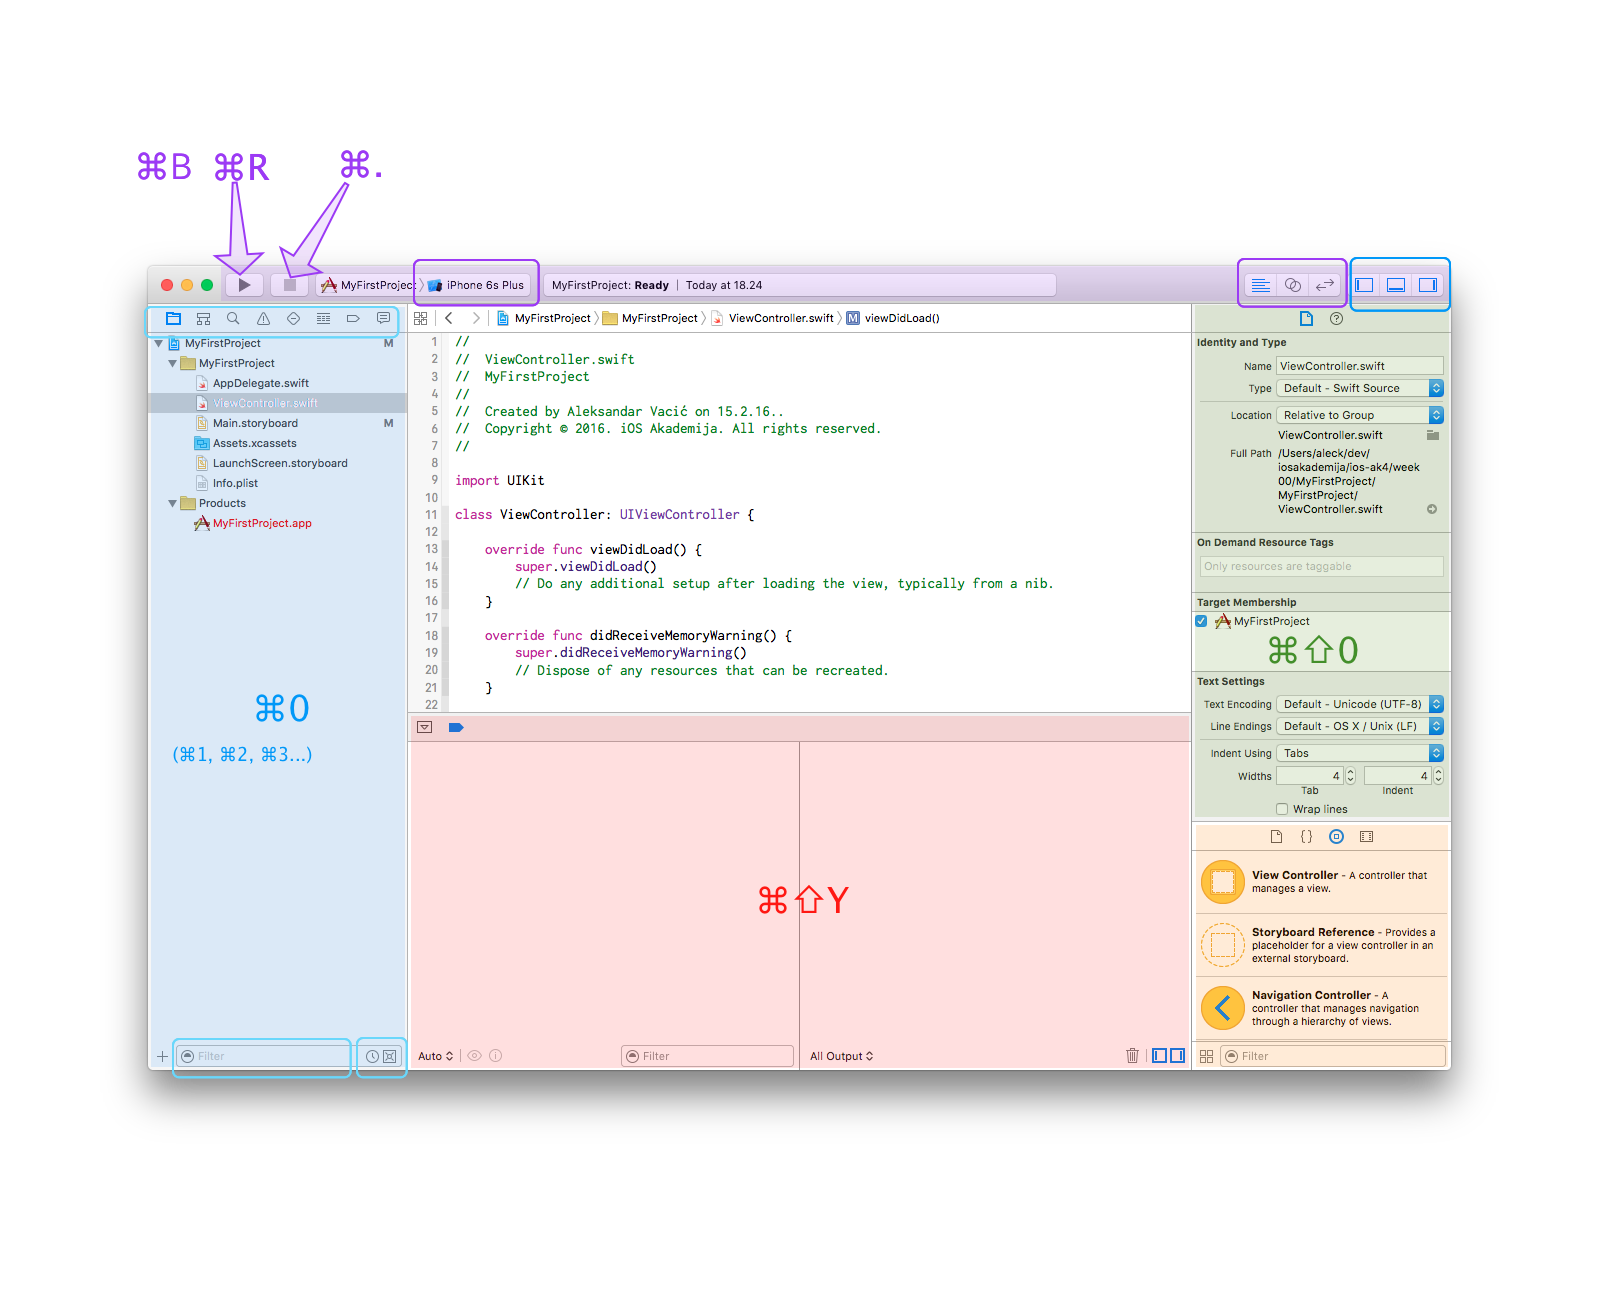 ⌘B ⌘R ⌘.
MyFirstProject iPhone 6s Plus
MyFirstProject: Ready | Today at 18.24
MyFirstProject M
MyFirstProject
AppDelegate.swift
ViewController.swift
Main.storyboard M
Assets.xcassets
LaunchScreen.storyboard
Info.plist
Products
MyFirstProject.app
⌘0
(⌘1, ⌘2, ⌘3...)
Filter
MyFirstProject MyFirstProject ViewController.swift M viewDidLoad()
1 //
2 //  ViewController.swift
3 //  MyFirstProject
4 //
5 //  Created by Aleksandar Vacić on 15.2.16..
6 //  Copyright © 2016. iOS Akademija. All rights reserved.
7 //
8
9 import UIKit
10
11 class ViewController: UIViewController {
12
13     override func viewDidLoad() {
14         super.viewDidLoad()
15         // Do any additional setup after loading the view, typically from a nib.
16     }
17
18     override func didReceiveMemoryWarning() {
19         super.didReceiveMemoryWarning()
20         // Dispose of any resources that can be recreated.
21     }
22
⌘⇧Y
Auto Filter All Output
Identity and Type
Name ViewController.swift
Type Default - Swift Source
Location Relative to Group
ViewController.swift
Full Path /Users/aleck/dev/
iosakademija/ios-ak4/week
00/MyFirstProject/
MyFirstProject/
ViewController.swift
On Demand Resource Tags
Only resources are taggable
Target Membership
MyFirstProject
⌘⇧0
Text Settings
Text Encoding Default - Unicode (UTF-8)
Line Endings Default - OS X / Unix (LF)
Indent Using Tabs
Widths 4 4
Tab Indent
Wrap lines
{}
View Controller - A controller that
manages a view.
Storyboard Reference - Provides a
placeholder for a view controller in an
external storyboard.
Navigation Controller - A
controller that manages navigation
through a hierarchy of views.
Filter